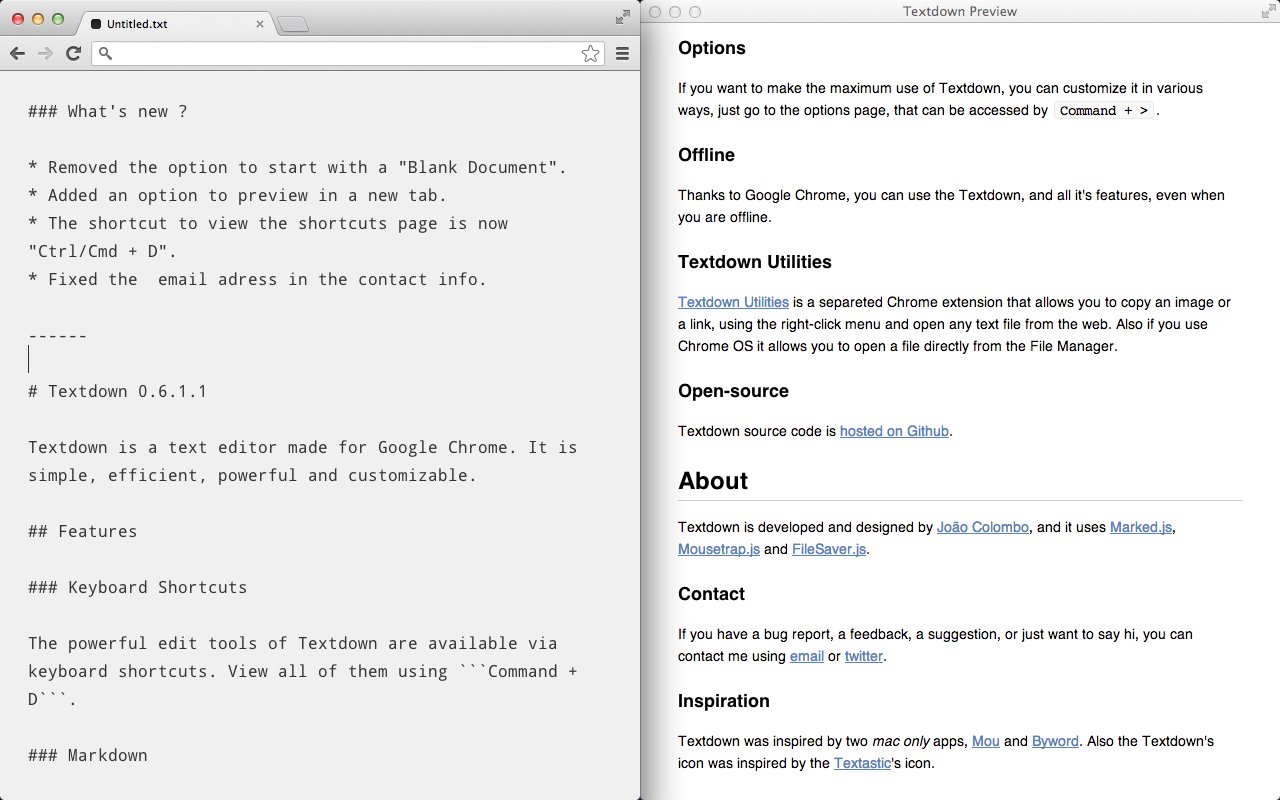 Untitled.txt
### What's new ?
* Removed the option to start with a "Blank Document".
* Added an option to preview in a new tab.
* The shortcut to view the shortcuts page is now
"Ctrl/Cmd + D".
* Fixed the  email adress in the contact info.
------
# Textdown 0.6.1.1
Textdown is a text editor made for Google Chrome. It is
simple, efficient, powerful and customizable.
## Features
### Keyboard Shortcuts
The powerful edit tools of Textdown are available via
keyboard shortcuts. View all of them using ```Command +
D```.
### Markdown
Textdown Preview
Options
If you want to make the maximum use of Textdown, you can customize it in various
ways, just go to the options page, that can be accessed by Command + > .
Offline
Thanks to Google Chrome, you can use the Textdown, and all it's features, even when
you are offline.
Textdown Utilities
Textdown Utilities is a separeted Chrome extension that allows you to copy an image or
a link, using the right-click menu and open any text file from the web. Also if you use
Chrome OS it allows you to open a file directly from the File Manager.
Open-source
Textdown source code is hosted on Github.
About
Textdown is developed and designed by João Colombo, and it uses Marked.js,
Mousetrap.js and FileSaver.js.
Contact
If you have a bug report, a feedback, a suggestion, or just want to say hi, you can
contact me using email or twitter.
Inspiration
Textdown was inspired by two mac only apps, Mou and Byword. Also the Textdown's
icon was inspired by the Textastic's icon.